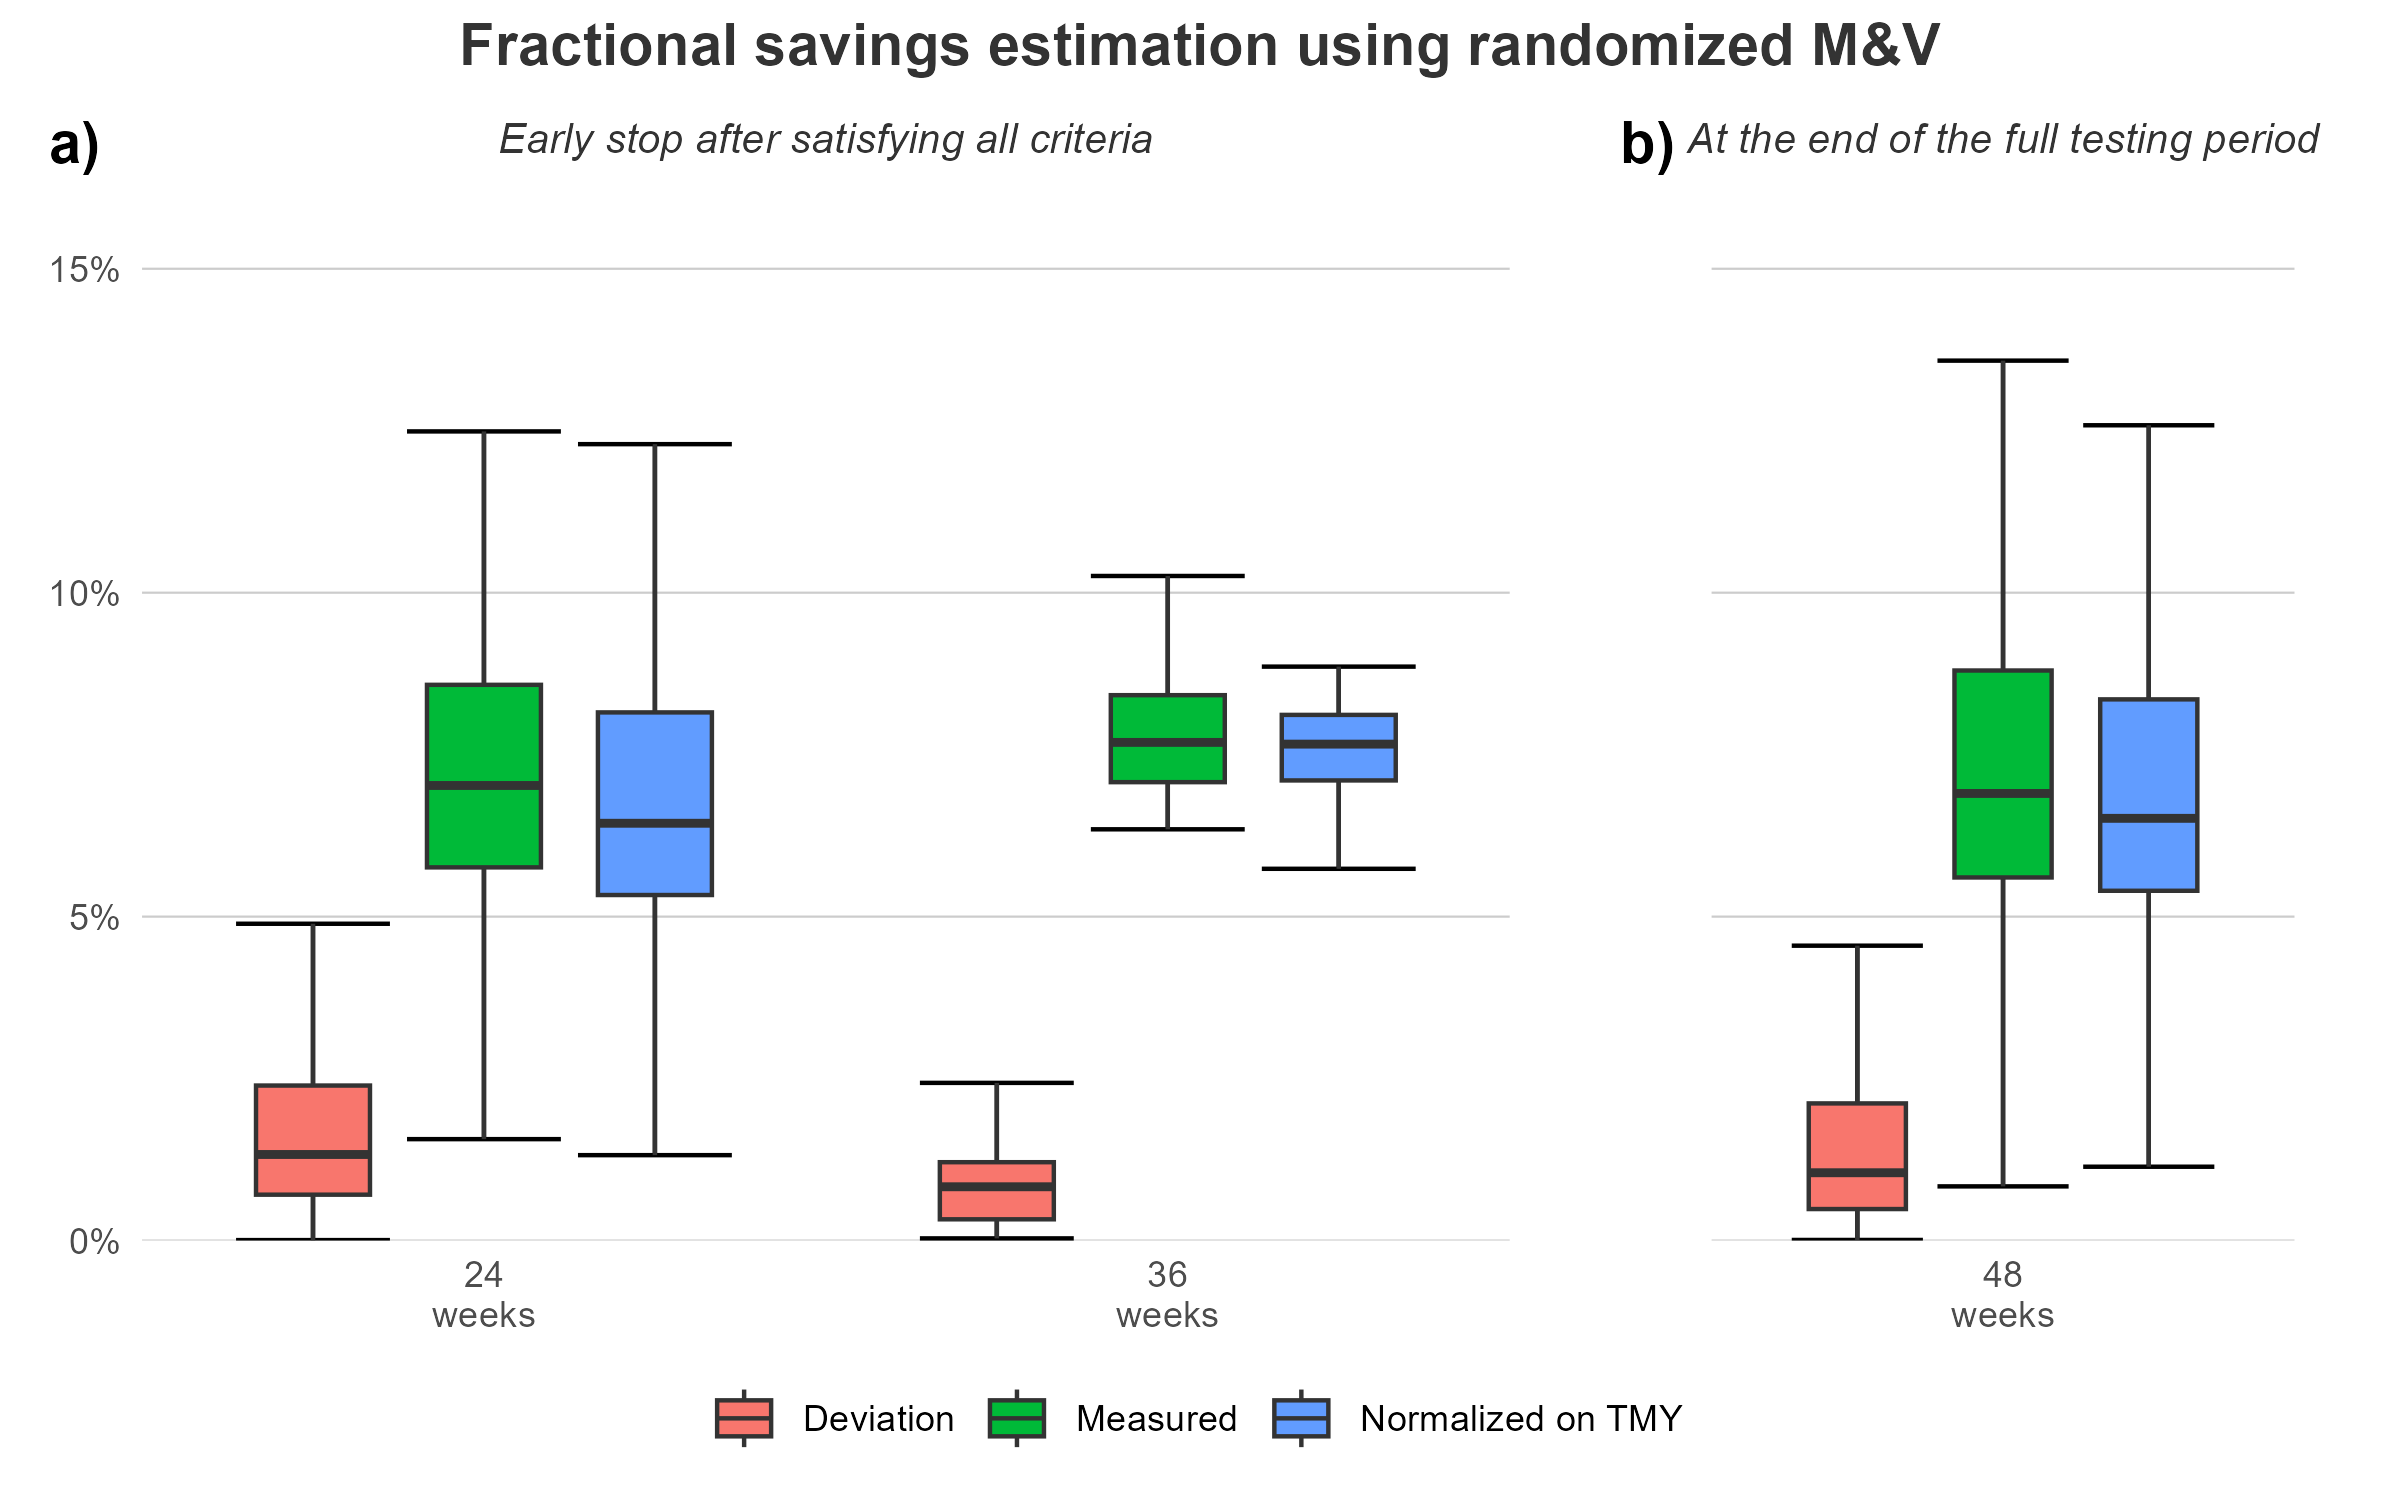 Fractional savings estimation using randomized M&V
a)
Early stop after satisfying all criteria
b)
At the end of the full testing period
15%
10%
5%
0%
24
weeks
36
weeks
48
weeks
Deviation
Measured
Normalized on TMY